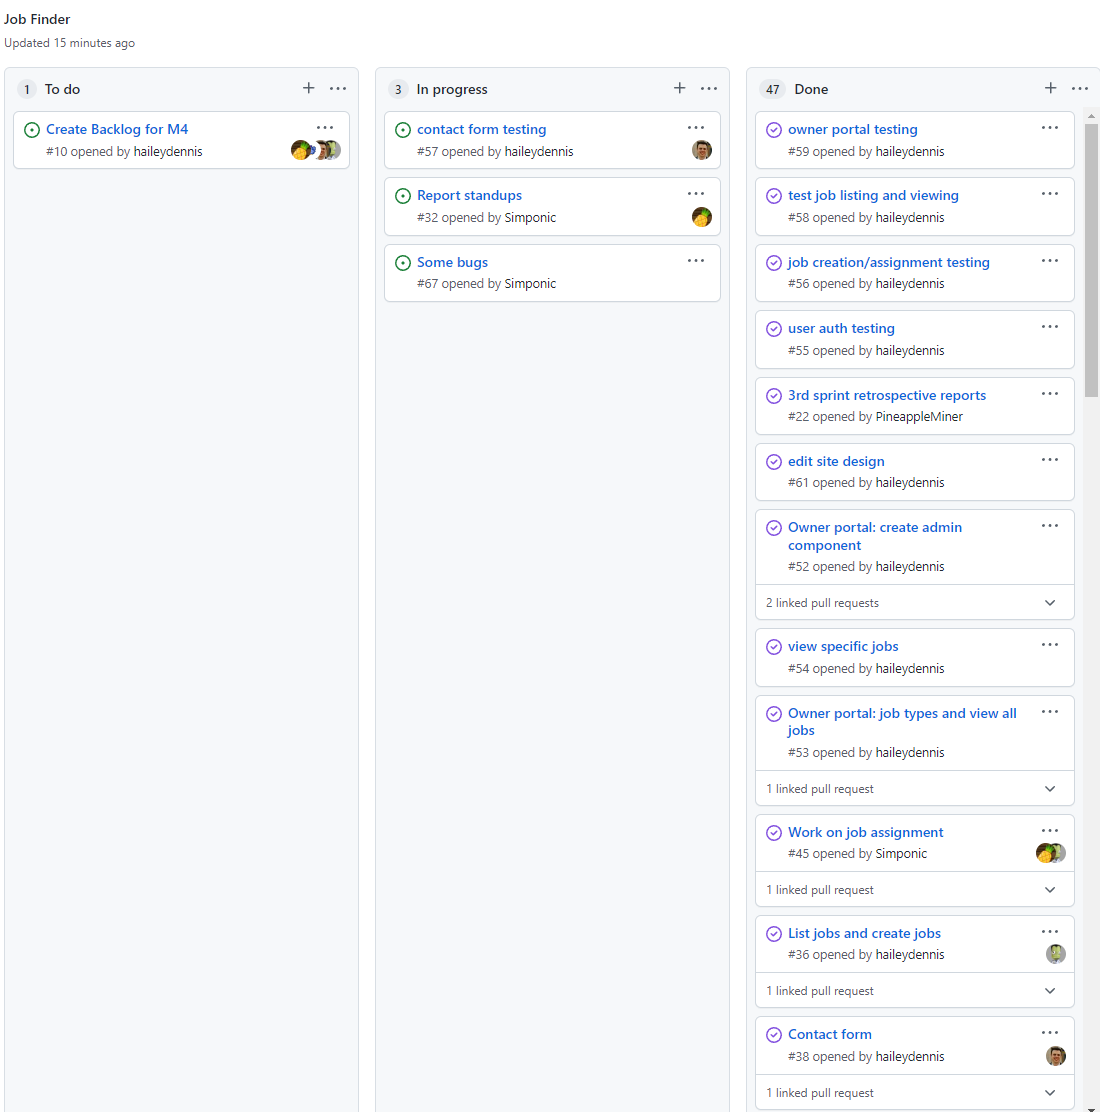 Job Finder
Updated 15 minutes ago
1 To do
Create Backlog for M4
#10 opened by haileydennis
3 In progress
contact form testing
#57 opened by haileydennis
Report standups
#32 opened by Simponic
Some bugs
#67 opened by Simponic
47 Done
owner portal testing
#59 opened by haileydennis
test job listing and viewing
#58 opened by haileydennis
job creation/assignment testing
#56 opened by haileydennis
user auth testing
#55 opened by haileydennis
3rd sprint retrospective reports
#22 opened by PineappleMiner
edit site design
#61 opened by haileydennis
Owner portal: create admin
component
#52 opened by haileydennis
2 linked pull requests
view specific jobs
#54 opened by haileydennis
Owner portal: job types and view all
jobs
#53 opened by haileydennis
1 linked pull request
Work on job assignment
#45 opened by Simponic
1 linked pull request
List jobs and create jobs
#36 opened by haileydennis
1 linked pull request
Contact form
#38 opened by haileydennis
1 linked pull request